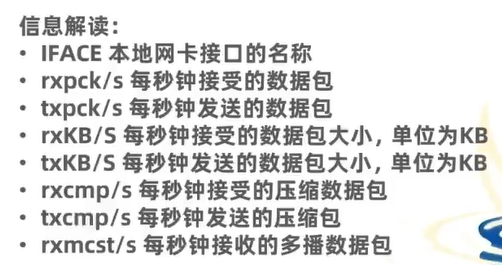 信息解读：
• IFACE 本地网卡接口的名称
• rxpck/s 每秒钟接受的数据包
• txpck/s 每秒钟发送的数据包
• rxKB/S 每秒钟接受的数据包大小，单位为KB
• txKB/S 每秒钟发送的数据包大小，单位为KB
• rxcmp/s 每秒钟接受的压缩数据包
• txcmp/s 每秒钟发送的压缩包
• rxmcst/s 每秒钟接收的多播数据包